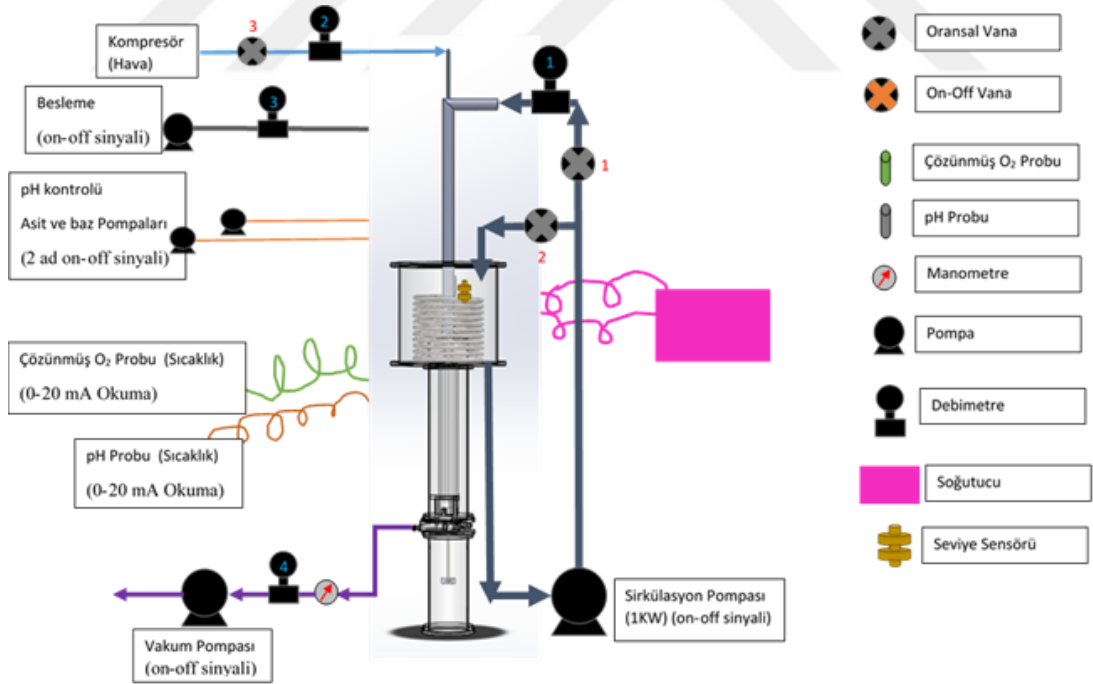 Kompresör
(Hava)
3
2
Besleme
(on-off sinyali)
3
pH kontrolü
Asit ve baz Pompaları
(2 ad on-off sinyali)
Çözünmüş O₂ Probu (Sıcaklık)
(0-20 mA Okuma)
pH Probu (Sıcaklık)
(0-20 mA Okuma)
4
Vakum Pompası
(on-off sinyali)
1
1
2
Sirkülasyon Pompası
(1KW) (on-off sinyali)
Oransal Vana
On-Off Vana
Çözünmüş O₂ Probu
pH Probu
Manometre
Pompa
Debimetre
Soğutucu
Seviye Sensörü